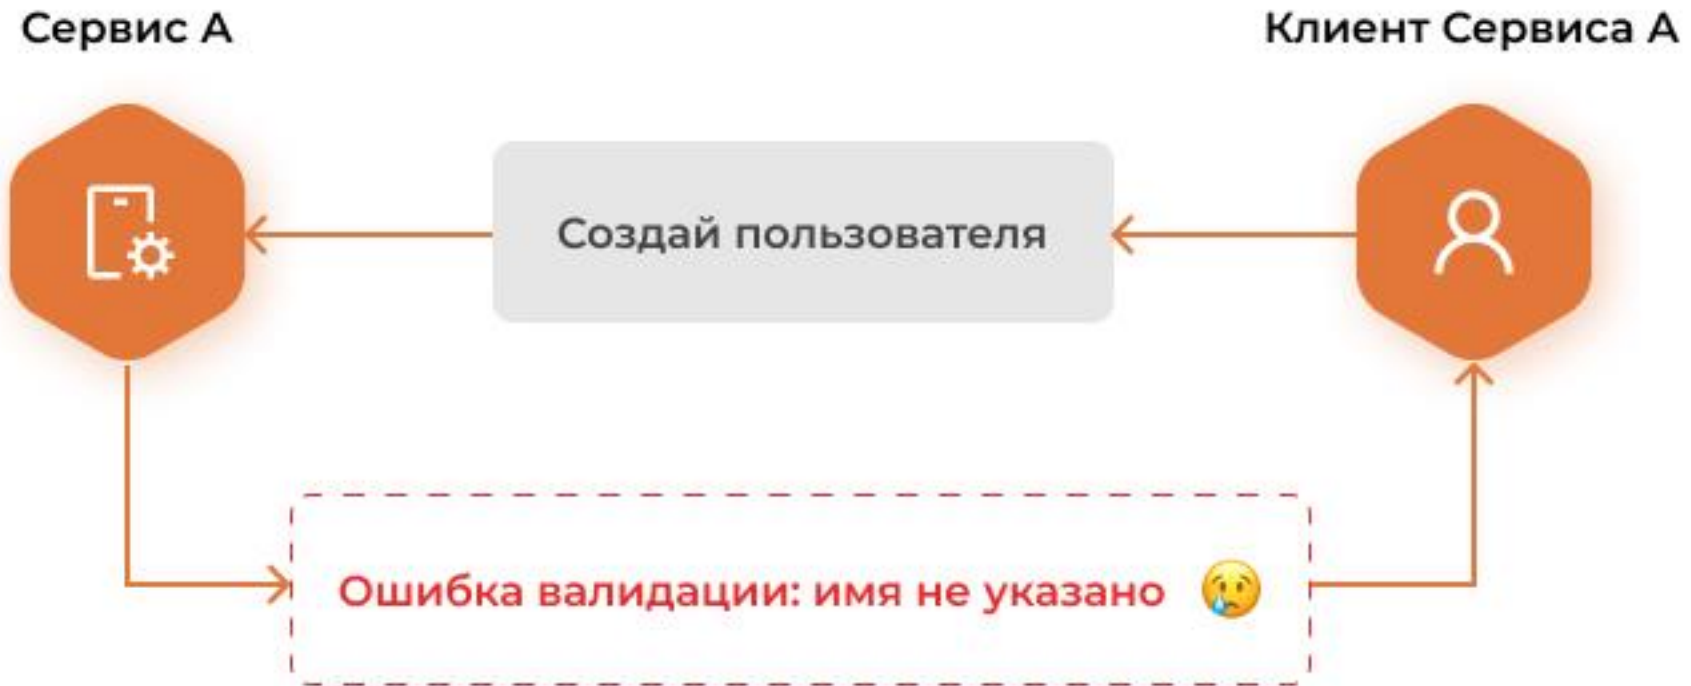 Сервис А
Клиент Сервиса А
Создай пользователя
Ошибка валидации: имя не указано 😢